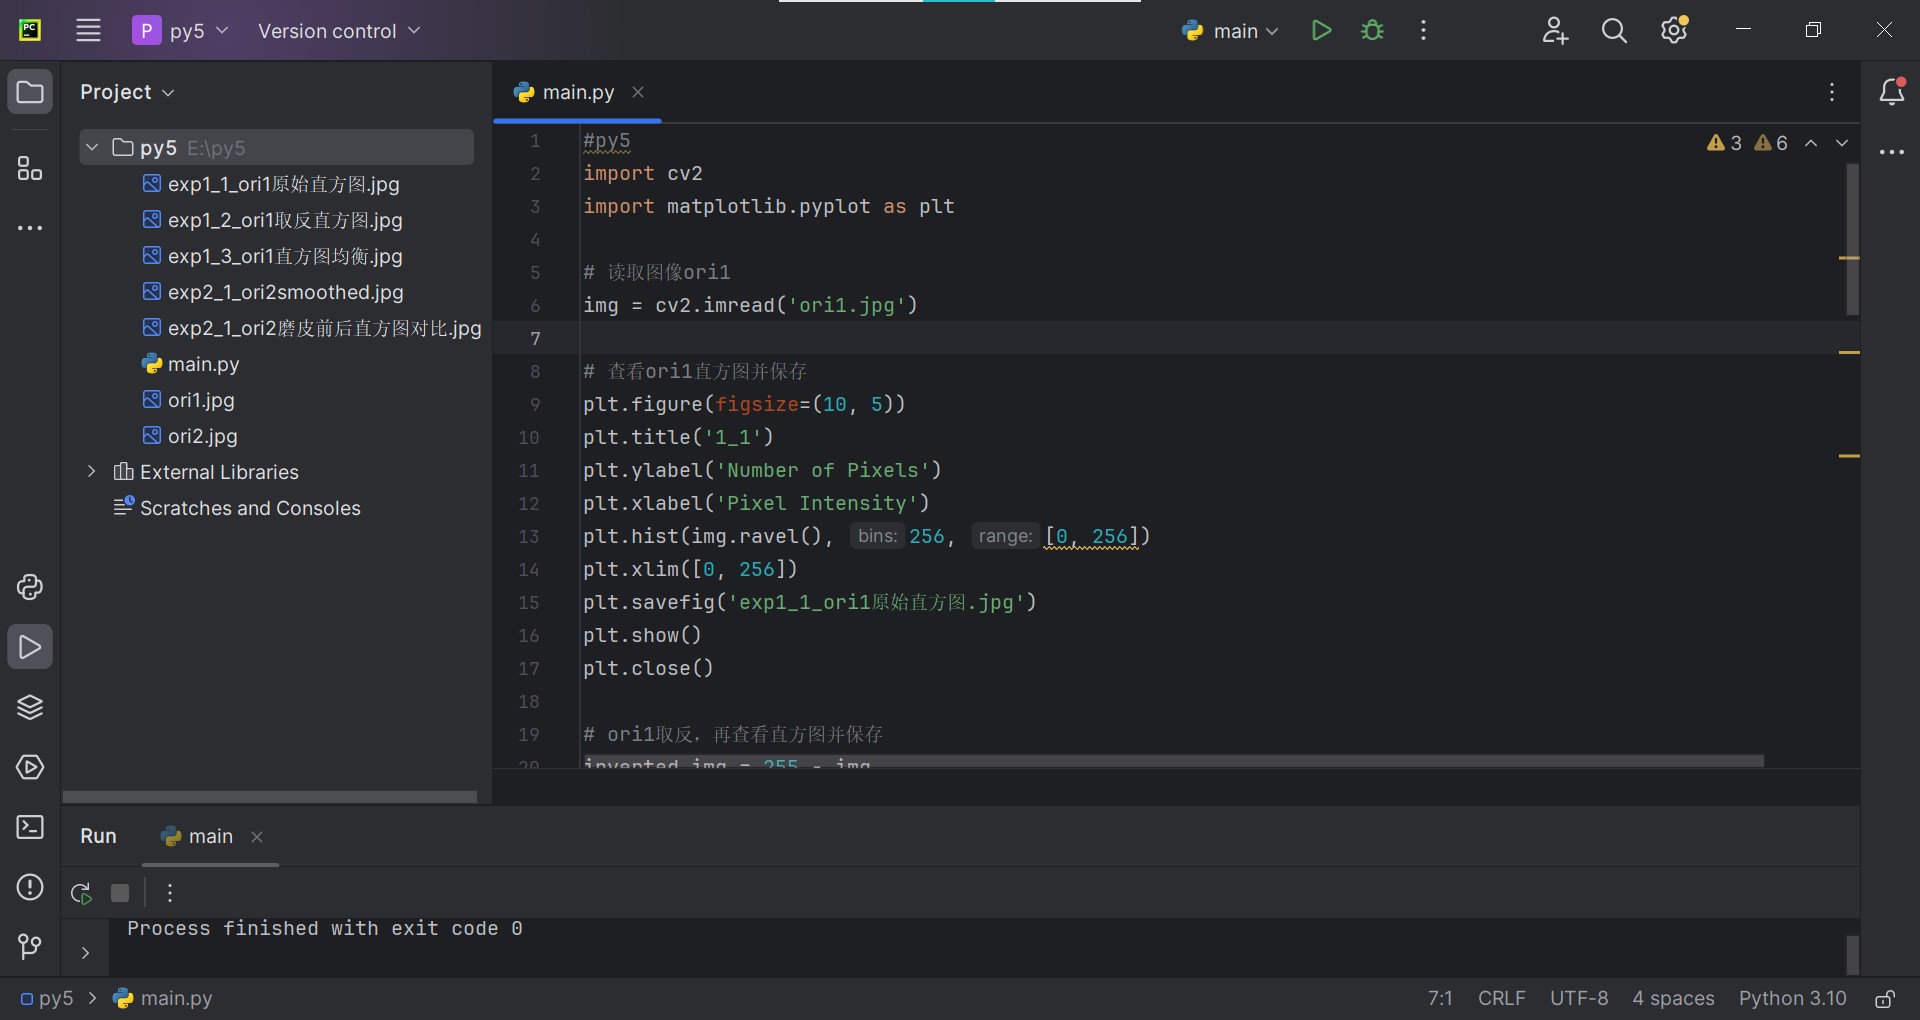 PC
P py5 Version control main
Project
main.py
py5 E:\py5
exp1_1_ori1原始直方图.jpg
exp1_2_ori1取反直方图.jpg
exp1_3_ori1直方图均衡.jpg
exp2_1_ori2smoothed.jpg
exp2_1_ori2磨皮前后直方图对比.jpg
main.py
ori1.jpg
ori2.jpg
External Libraries
Scratches and Consoles
3 6
1 #py5
2 import cv2
3 import matplotlib.pyplot as plt
4
5 # 读取图像ori1
6 img = cv2.imread('ori1.jpg')
7
8 # 查看ori1直方图并保存
9 plt.figure(figsize=(10, 5))
10 plt.title('1_1')
11 plt.ylabel('Number of Pixels')
12 plt.xlabel('Pixel Intensity')
13 plt.hist(img.ravel(), bins: 256, range: [0, 256])
14 plt.xlim([0, 256])
15 plt.savefig('exp1_1_ori1原始直方图.jpg')
16 plt.show()
17 plt.close()
18
19 # ori1取反，再查看直方图并保存
20 inverted_img = 255 - img
Run main
Process finished with exit code 0
py5 > main.py
7:1 CRLF UTF-8 4 spaces Python 3.10